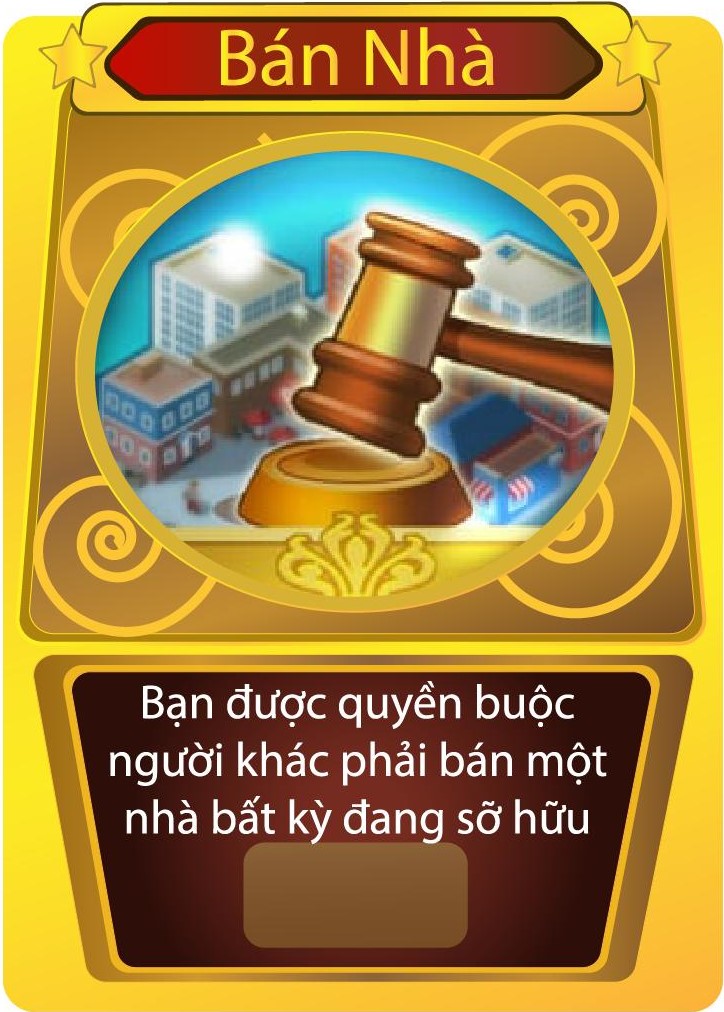 Bán Nhà
Bạn được quyền buộc
người khác phải bán một
nhà bất kỳ đang sỡ hữu